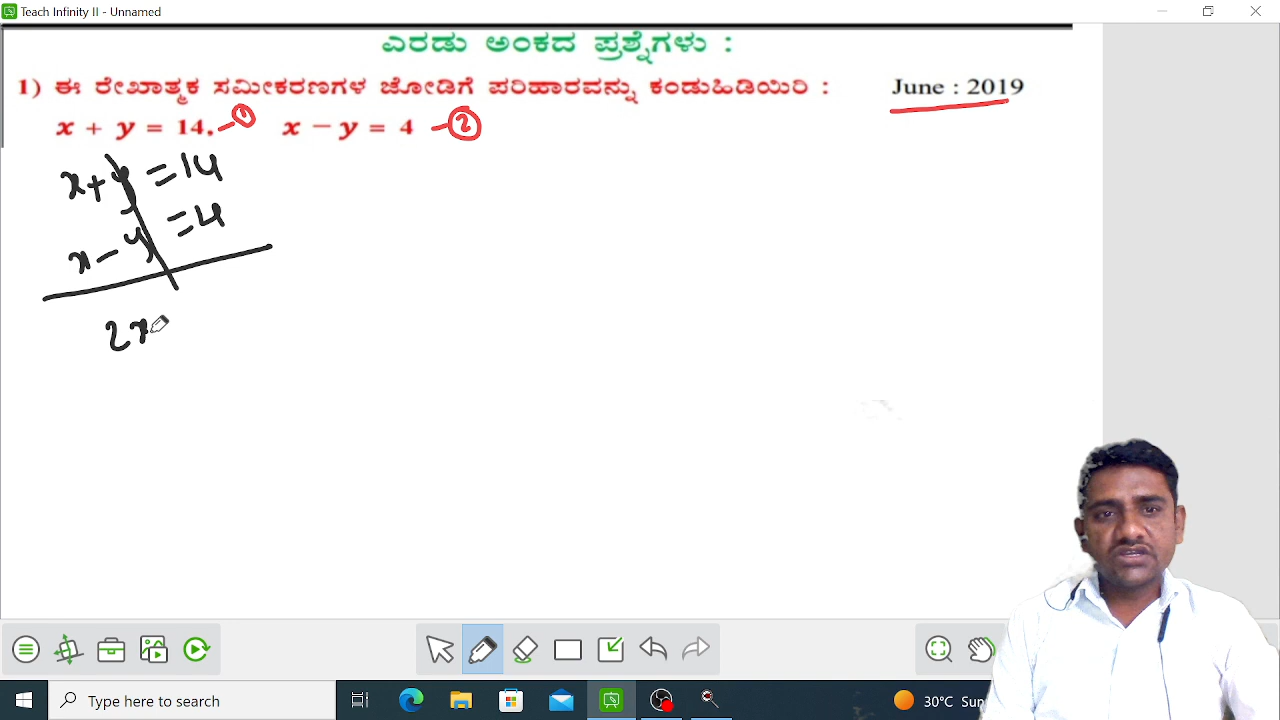 Teach Infinity II - Unnamed
ಎರಡು ಅಂಕದ ಪ್ರಶ್ನೆಗಳು :
1) ಈ ರೇಖಾತ್ಮಕ ಸಮೀಕರಣಗಳ ಜೋಡಿಗೆ ಪರಿಹಾರವನ್ನು ಕಂಡುಹಿಡಿಯಿರಿ : June : 2019
x + y = 14, – ① x – y = 4 – ②
x + y = 14
x – y = 4
2x
Type here to search
30°C Sun